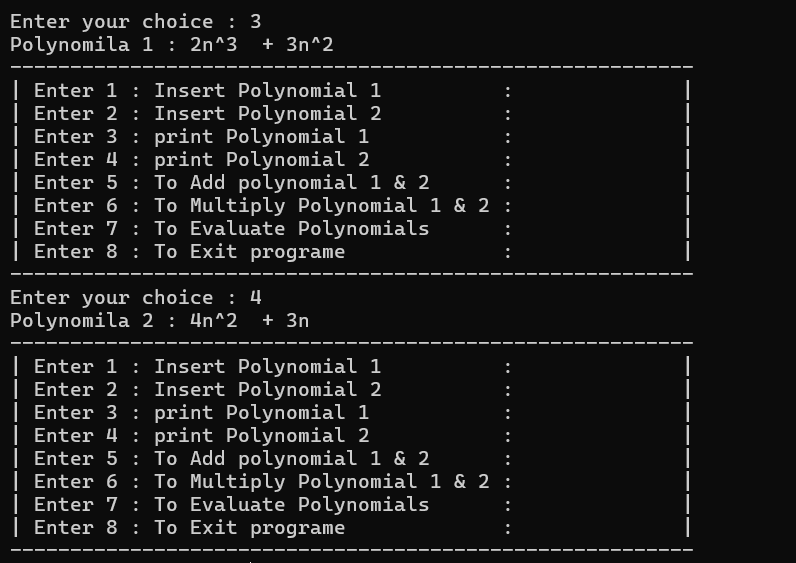 Enter your choice : 3
Polynomila 1 : 2n^3  + 3n^2
---------------------------------------------------------
| Enter 1 : Insert Polynomial 1          :              |
| Enter 2 : Insert Polynomial 2          :              |
| Enter 3 : print Polynomial 1           :              |
| Enter 4 : print Polynomial 2           :              |
| Enter 5 : To Add polynomial 1 & 2      :              |
| Enter 6 : To Multiply Polynomial 1 & 2 :              |
| Enter 7 : To Evaluate Polynomials      :              |
| Enter 8 : To Exit programe             :              |
---------------------------------------------------------
Enter your choice : 4
Polynomila 2 : 4n^2  + 3n
---------------------------------------------------------
| Enter 1 : Insert Polynomial 1          :              |
| Enter 2 : Insert Polynomial 2          :              |
| Enter 3 : print Polynomial 1           :              |
| Enter 4 : print Polynomial 2           :              |
| Enter 5 : To Add polynomial 1 & 2      :              |
| Enter 6 : To Multiply Polynomial 1 & 2 :              |
| Enter 7 : To Evaluate Polynomials      :              |
| Enter 8 : To Exit programe             :              |
---------------------------------------------------------